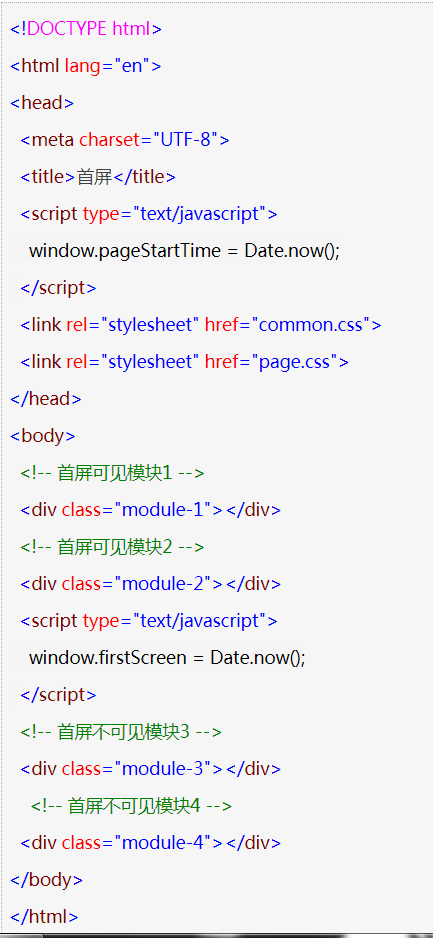 <!DOCTYPE html>
<html lang="en">
<head>
<meta charset="UTF-8">
<title>首屏</title>
<script type="text/javascript">
window.pageStartTime = Date.now();
</script>
<link rel="stylesheet" href="common.css">
<link rel="stylesheet" href="page.css">
</head>
<body>
<!-- 首屏可见模块1 -->
<div class="module-1"></div>
<!-- 首屏可见模块2 -->
<div class="module-2"></div>
<script type="text/javascript">
window.firstScreen = Date.now();
</script>
<!-- 首屏不可见模块3 -->
<div class="module-3"></div>
<!-- 首屏不可见模块4 -->
<div class="module-4"></div>
</body>
</html>